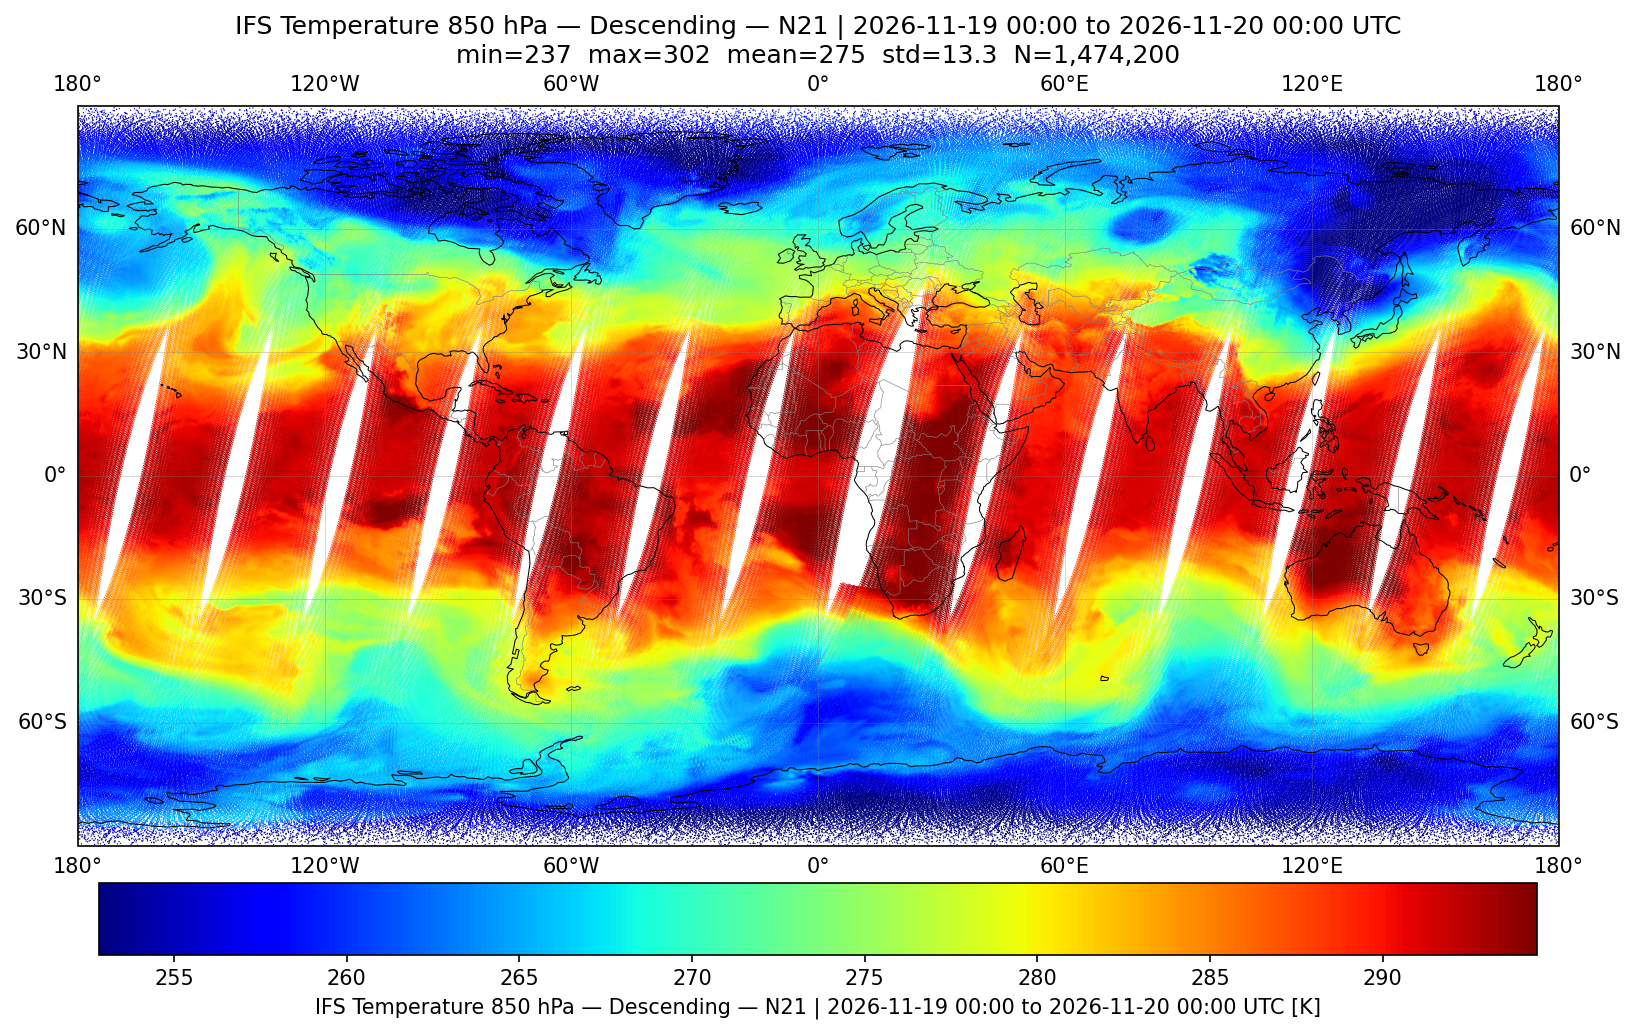 IFS Temperature 850 hPa — Descending — N21 | 2026-11-19 00:00 to 2026-11-20 00:00 UTC
min=237  max=302  mean=275  std=13.3  N=1,474,200
180° 120°W 60°W 0° 60°E 120°E 180°
60°N 60°N
30°N 30°N
0° 0°
30°S 30°S
60°S 60°S
180° 120°W 60°W 0° 60°E 120°E 180°
255 260 265 270 275 280 285 290
IFS Temperature 850 hPa — Descending — N21 | 2026-11-19 00:00 to 2026-11-20 00:00 UTC [K]